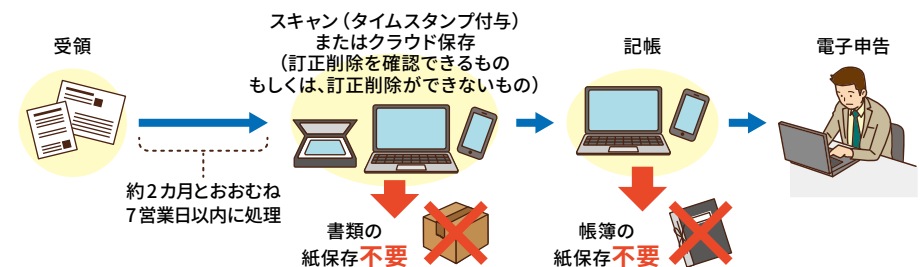 受領
スキャン（タイムスタンプ付与）
またはクラウド保存
（訂正削除を確認できるもの
もしくは、訂正削除ができないもの）
記帳
電子申告
約2カ月とおおむね
7営業日以内に処理
書類の
紙保存不要
帳簿の
紙保存不要